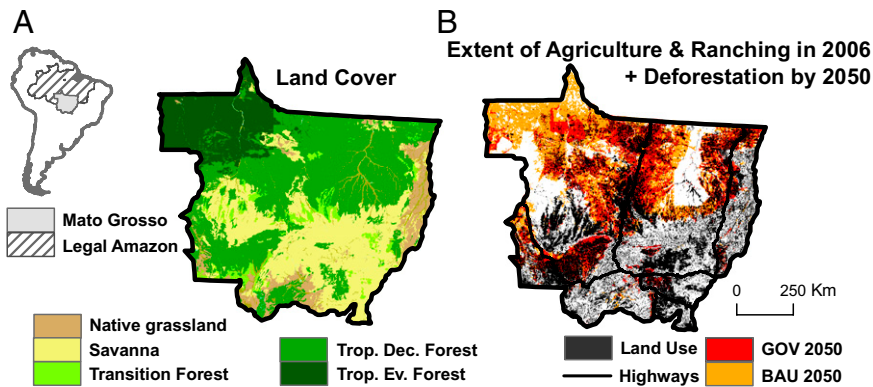 A
Land Cover
Mato Grosso
Legal Amazon
Native grassland
Savanna
Transition Forest
Trop. Dec. Forest
Trop. Ev. Forest
B
Extent of Agriculture & Ranching in 2006
+ Deforestation by 2050
0 250 Km
Land Use
Highways
GOV 2050
BAU 2050